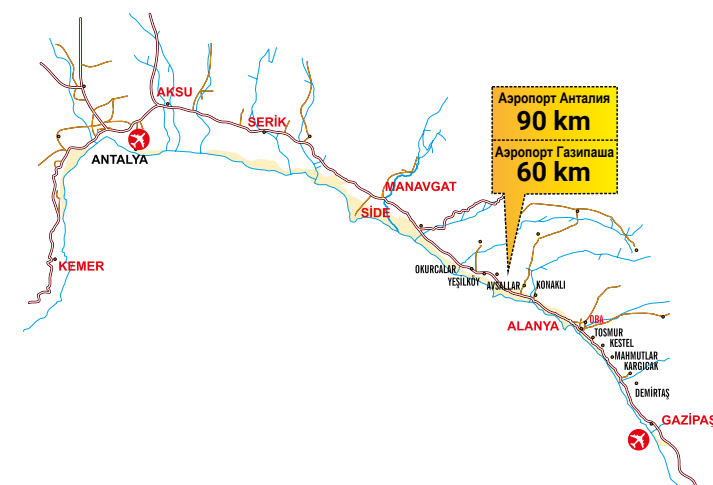 AKSU
SERİK
Аэропорт Анталия
90 km
Аэропорт Газипаша
60 km
ANTALYA
MANAVGAT
SİDE
KEMER
OKURCALAR
YEŞİLKÖY
AVSALLAR
KONAKLI
ALANYA
OBA
TOSMUR
KESTEL
MAHMUTLAR
KARGICAK
DEMİRTAŞ
GAZİPAŞ